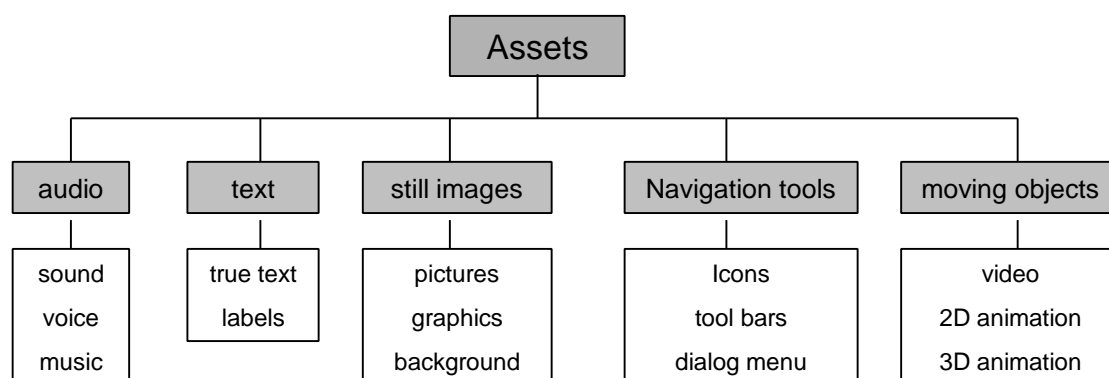 Assets
audio
text
still images
Navigation tools
moving objects
sound
voice
music
true text
labels
pictures
graphics
background
Icons
tool bars
dialog menu
video
2D animation
3D animation